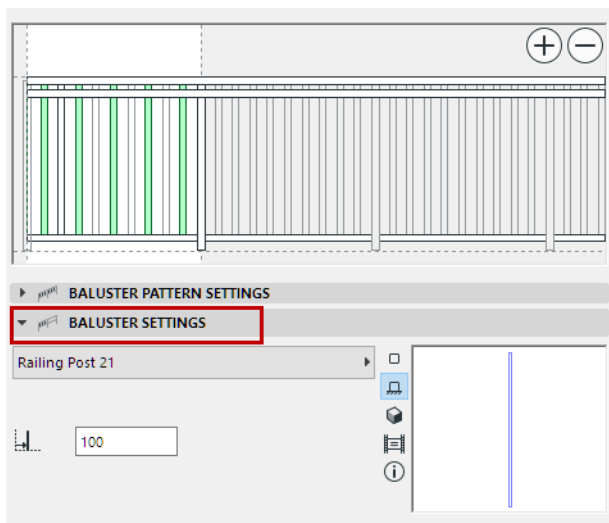 BALUSTER PATTERN SETTINGS
BALUSTER SETTINGS
Railing Post 21
100